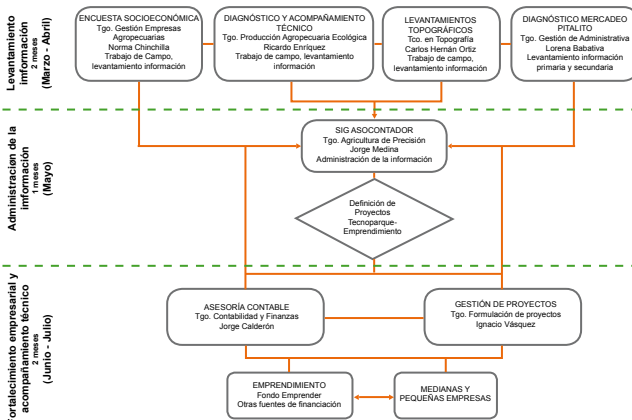 Levantamiento
imformación
2 meses
(Marzo - Abril)
ENCUESTA SOCIOECONÓMICA
Tgo. Gestión Empresas
Agropecuarias
Norma Chinchilla
Trabajo de Campo,
levantamiento información
DIAGNÓSTICO Y ACOMPAÑAMIENTO
TÉCNICO
Tgo. Producción Agropecuaria Ecológica
Ricardo Enríquez
Trabajo de campo, levantamiento
información
LEVANTAMIENTOS
TOPOGRÁFICOS
Tco. en Topografía
Carlos Hernán Ortiz
Trabajo de campo,
levantamiento información
DIAGNÓSTICO MERCADEO
PITALITO
Tgo. Gestión de Administrativa
Lorena Babativa
Levantamiento información
primaria y secundaria
Administracien de la
imformación
1 meses
(Mayo)
SIG ASOCONTADOR
Tgo. Agricultura de Precisión
Jorge Medina
Administración de la información
Definición de
Proyectos
Tecnoparque-
Emprendimiento
Fortalecimiento empresarial y
acompañamiento técnico
2 meses
(Junio - Julio)
ASESORÍA CONTABLE
Tgo. Contabilidad y Finanzas
Jorge Calderón
GESTIÓN DE PROYECTOS
Tgo. Formulación de proyectos
Ignacio Vásquez
EMPRENDIMIENTO
Fondo Emprender
Otras fuentes de financiación
MEDIANAS Y
PEQUEÑAS EMPRESAS